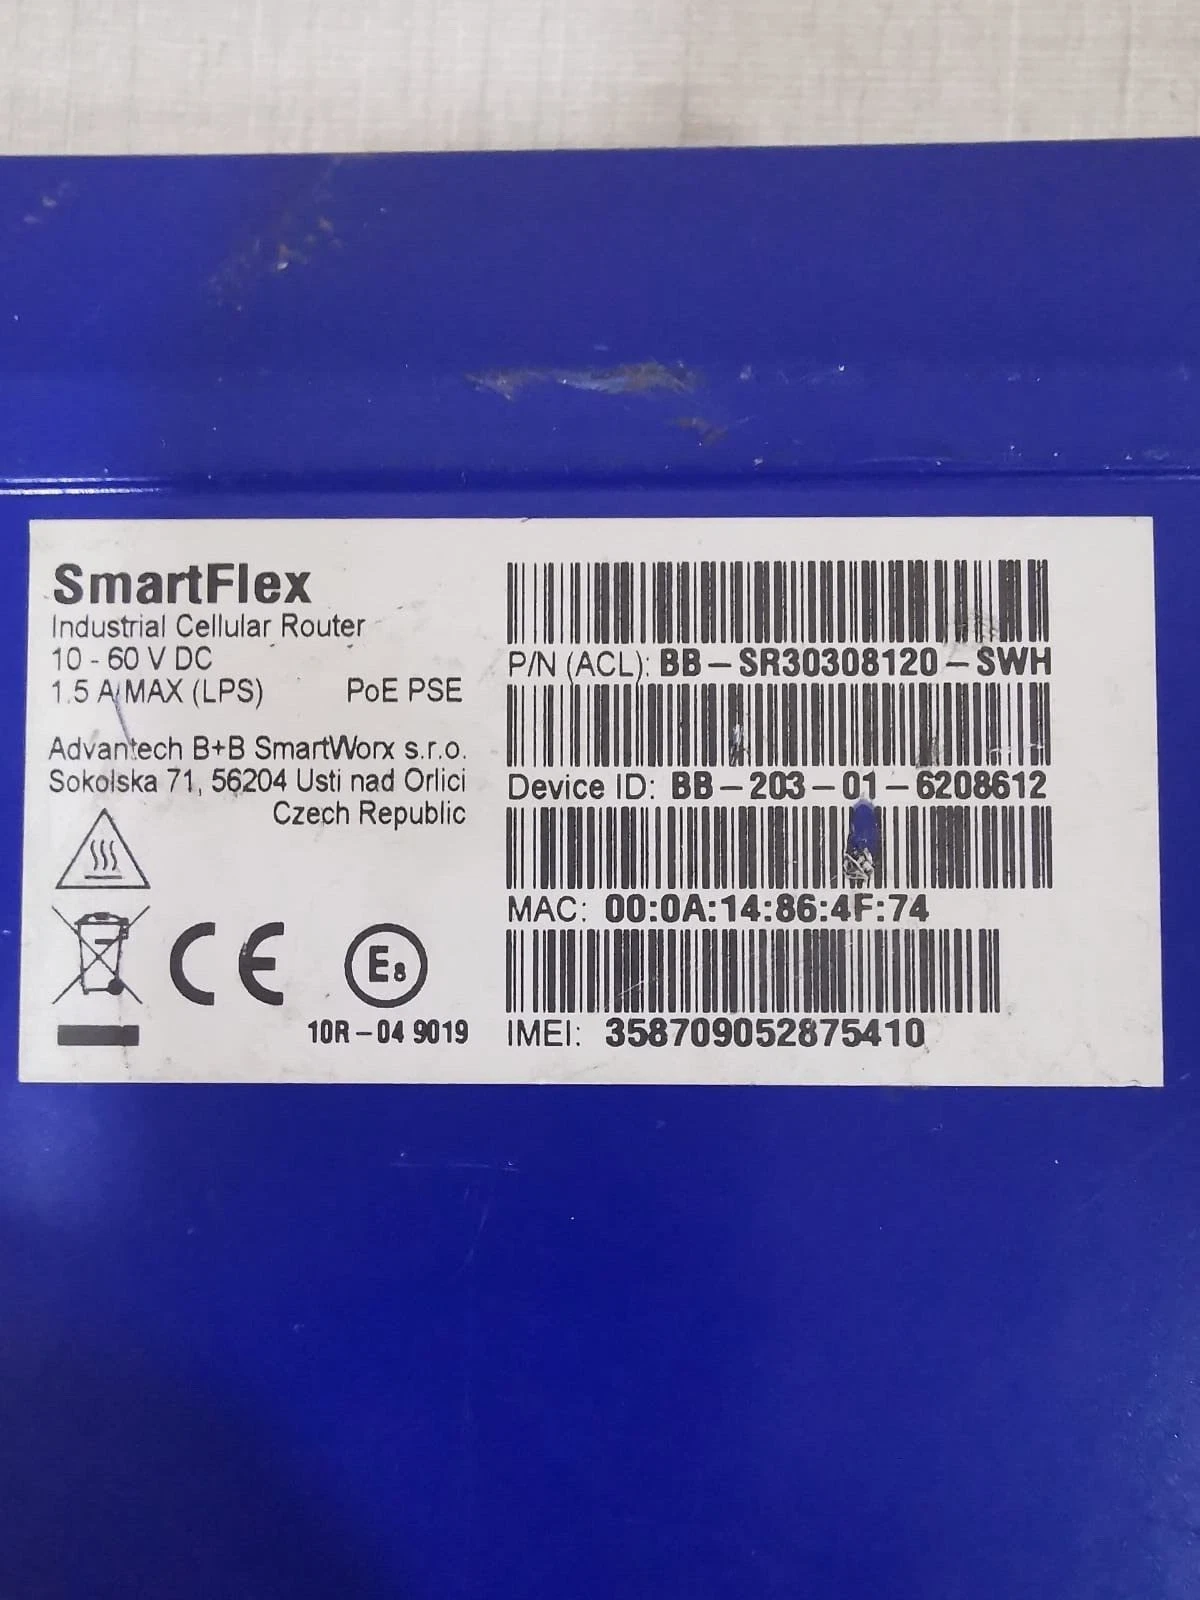 SmartFlex
Industrial Cellular Router
10 - 60 V DC
1.5 A MAX (LPS) PoE PSE
Advantech B+B SmartWorx s.r.o.
Sokolska 71, 56204 Usti nad Orlici
Czech Republic
CE E8
10R-04 9019
P/N (ACL): BB-SR30308120-SWH
Device ID: BB-203-01-6208612
MAC: 00:0A:14:86:4F:74
IMEI: 358709052875410